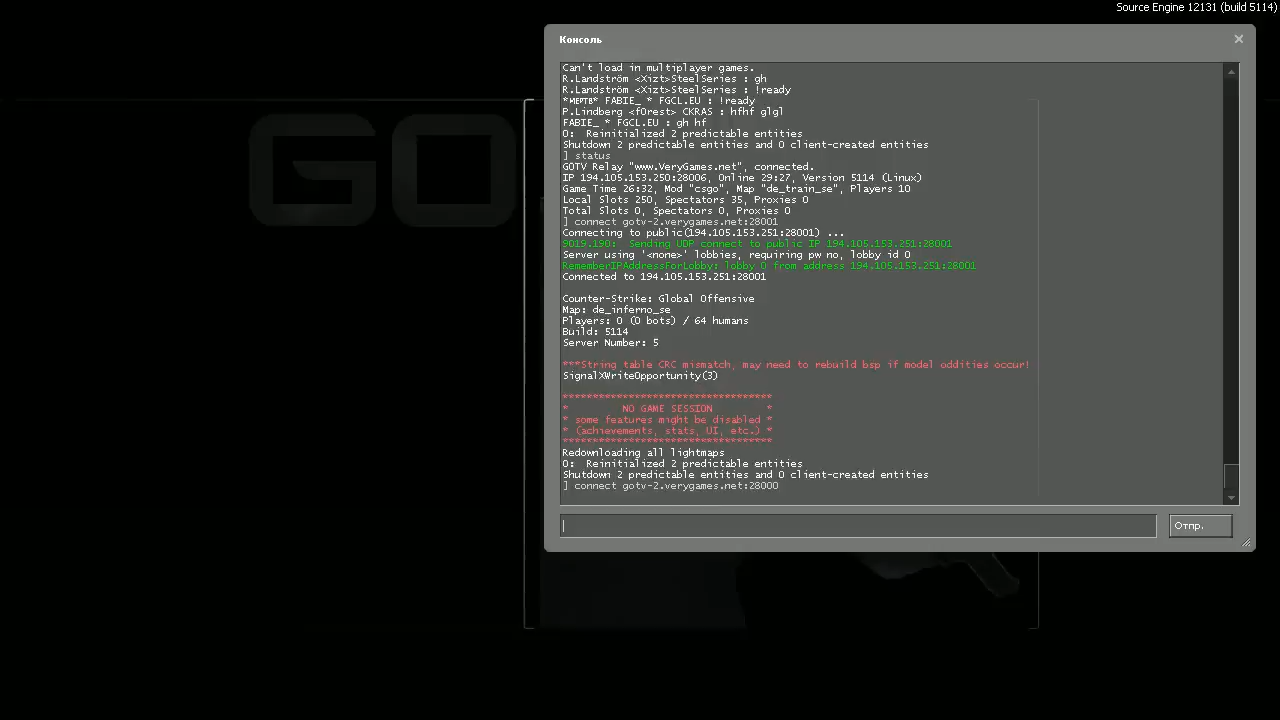 Source Engine 12131 (build 5114)
Консоль
GO
Can't load in multiplayer games.
R.Landström <Xizt>SteelSeries : gh
R.Landström <Xizt>SteelSeries : !ready
*МЕРТВ* FABIE_ * FGCL.EU : !ready
P.Lindberg <f0rest> CKRAS : hfhf glgl
FABIE_ * FGCL.EU : gh hf
0:  Reinitialized 2 predictable entities
Shutdown 2 predictable entities and 0 client-created entities
] status
GOTV Relay "www.VeryGames.net", connected.
IP 194.105.153.250:28006, Online 29:27, Version 5114 (Linux)
Game Time 26:32, Mod "csgo", Map "de_train_se", Players 10
Local Slots 250, Spectators 35, Proxies 0
Total Slots 0, Spectators 0, Proxies 0
] connect gotv-2.verygames.net:28001
Connecting to public(194.105.153.251:28001) ...
9019.190:  Sending UDP connect to public IP 194.105.153.251:28001
Server using '<none>' lobbies, requiring pw no, lobby id 0
RememberIPAddressForLobby: lobby 0 from address 194.105.153.251:28001
Connected to 194.105.153.251:28001
Counter-Strike: Global Offensive
Map: de_inferno_se
Players: 0 (0 bots) / 64 humans
Build: 5114
Server Number: 5
***String table CRC mismatch, may need to rebuild bsp if model oddities occur!
SignalXWriteOpportunity(3)
***********************************
*         NO GAME SESSION         *
* some features might be disabled *
* (achievements, stats, UI, etc.) *
***********************************
Redownloading all lightmaps
0:  Reinitialized 2 predictable entities
Shutdown 2 predictable entities and 0 client-created entities
] connect gotv-2.verygames.net:28000
Отпр.